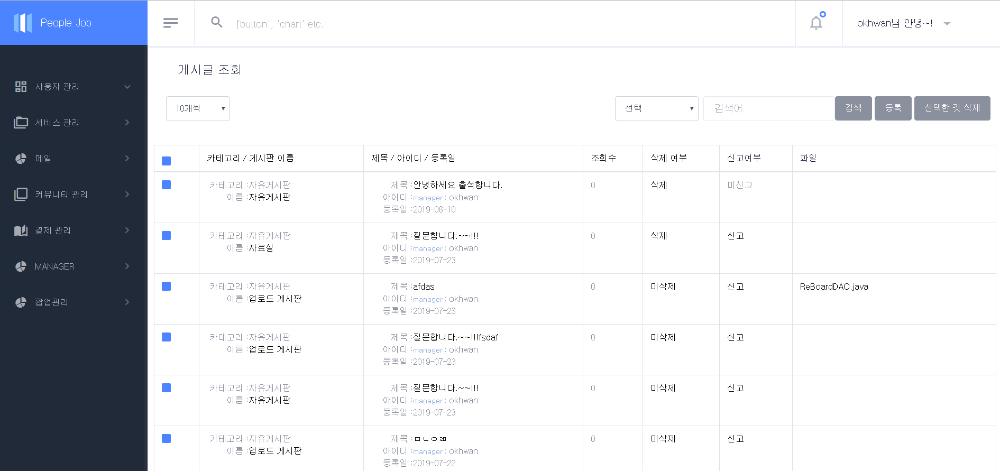 People Job
'button', 'chart' etc.
okhwan님 안녕~!
사용자 관리
서비스 관리
메일
커뮤니티 관리
결제 관리
MANAGER
팝업관리
게시글 조회
10개씩
선택
검색어
검색
등록
선택한 것 삭제
카테고리 / 게시판 이름 제목 / 아이디 / 등록일 조회수 삭제 여부 신고여부 파일
카테고리 :자유게시판 제목 :안녕하세요 출석합니다. 0 삭제 미신고
이름 :자유게시판 아이디 :manager : okhwan
등록일 :2019-08-10
카테고리 :자유게시판 제목 :질문합니다.~~!!! 0 삭제 신고
이름 :자료실 아이디 :manager : okhwan
등록일 :2019-07-23
카테고리 :자유게시판 제목 :afdas 0 미삭제 신고 ReBoardDAO.java
이름 :업로드 게시판 아이디 :manager : okhwan
등록일 :2019-07-23
카테고리 :자유게시판 제목 :질문합니다.~~!!!fsdaf 0 미삭제 신고
이름 :업로드 게시판 아이디 :manager : okhwan
등록일 :2019-07-23
카테고리 :자유게시판 제목 :질문합니다.~~!!! 0 미삭제 신고
이름 :자유게시판 아이디 :manager : okhwan
등록일 :2019-07-23
카테고리 :자유게시판 제목 :ㅁㄴㅇㄻ 0 미삭제 신고
이름 :업로드 게시판 아이디 :manager : okhwan
등록일 :2019-07-22